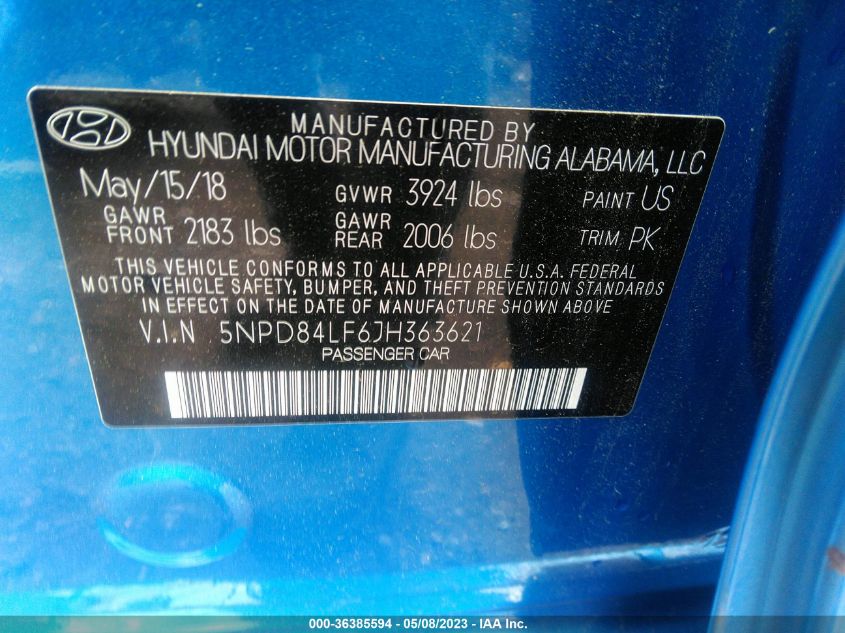 MANUFACTURED BY
HYUNDAI MOTOR MANUFACTURING ALABAMA, LLC
May/15/18 GVWR 3924 lbs PAINT US
GAWR FRONT 2183 lbs GAWR REAR 2006 lbs TRIM PK
THIS VEHICLE CONFORMS TO ALL APPLICABLE U.S.A. FEDERAL
MOTOR VEHICLE SAFETY, BUMPER, AND THEFT PREVENTION STANDARDS
IN EFFECT ON THE DATE OF MANUFACTURE SHOWN ABOVE
V.I.N 5NPD84LF6JH363621
PASSENGER CAR
000-36385594 - 05/08/2023 - IAA Inc.